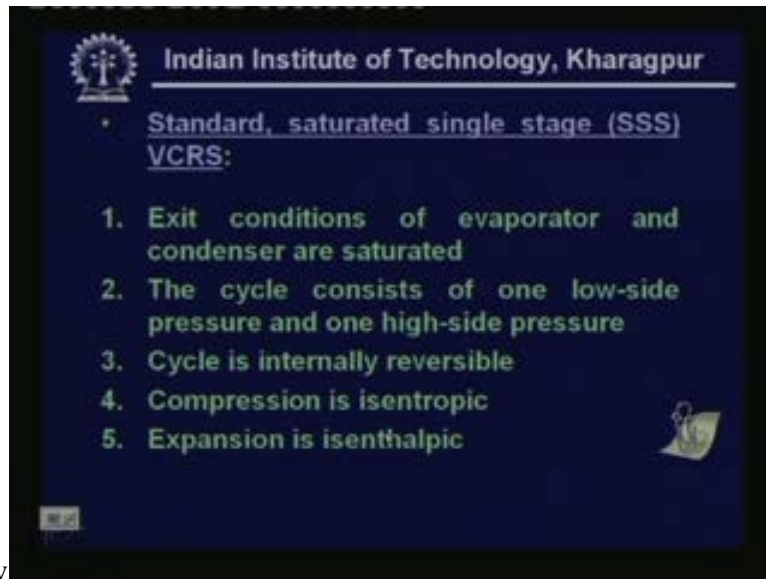 Indian Institute of Technology, Kharagpur
• Standard, saturated single stage (SSS)
VCRS:
1. Exit conditions of evaporator and
condenser are saturated
2. The cycle consists of one low-side
pressure and one high-side pressure
3. Cycle is internally reversible
4. Compression is isentropic
5. Expansion is isenthalpic